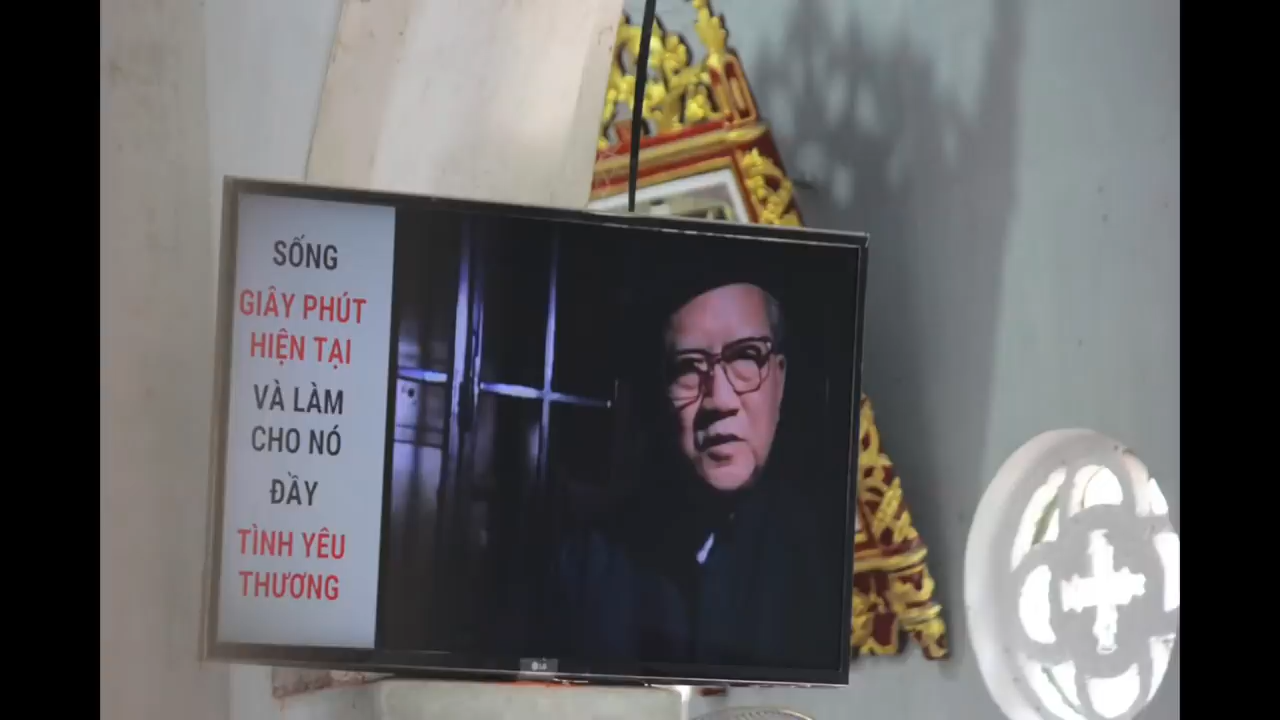 SỐNG
GIÂY PHÚT
HIỆN TẠI
VÀ LÀM
CHO NÓ
ĐẦY
TÌNH YÊU
THƯƠNG
LG